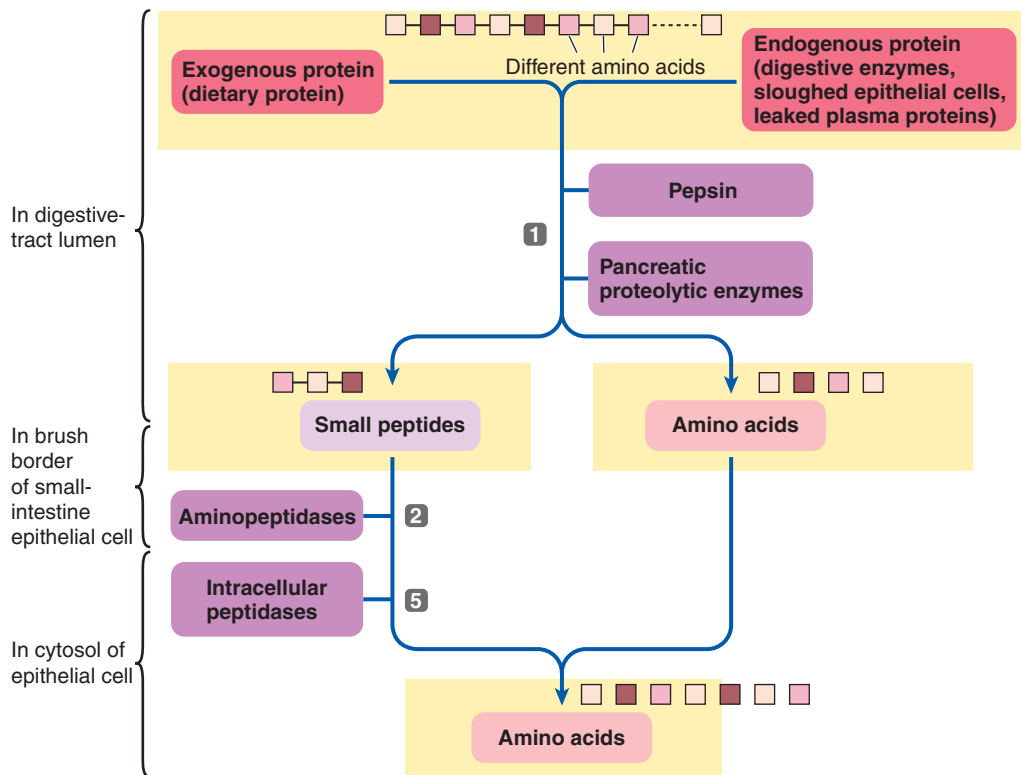 Exogenous protein
(dietary protein)
Different amino acids
Endogenous protein
(digestive enzymes,
sloughed epithelial cells,
leaked plasma proteins)
In digestive-
tract lumen
Pepsin
1
Pancreatic
proteolytic enzymes
Small peptides
Amino acids
In brush
border
of small-
intestine
epithelial cell
Aminopeptidases
2
Intracellular
peptidases
5
In cytosol of
epithelial cell
Amino acids